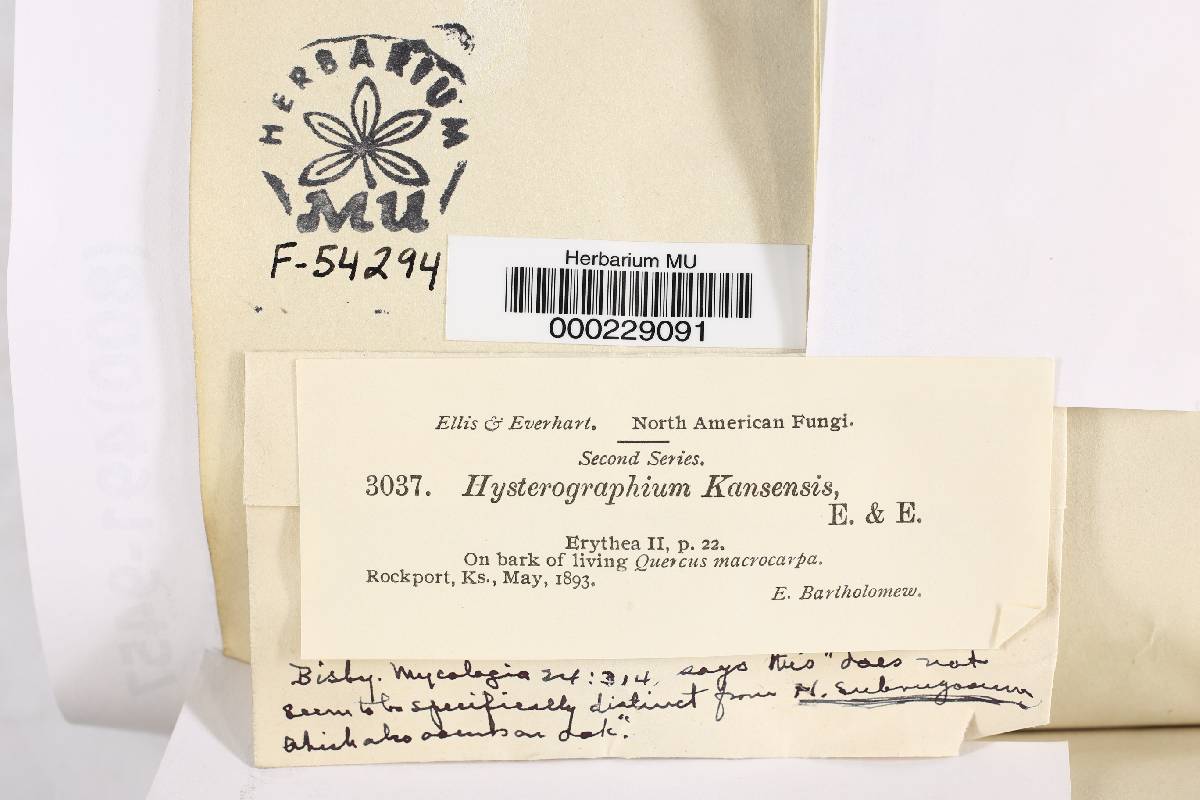 HERBARIUM
MU
F-54294
Herbarium MU
000229091
Ellis & Everhart. North American Fungi.
Second Series.
3037. Hysterographium Kansensis,
E. & E.
Erythea II, p. 22.
On bark of living Quercus macrocarpa.
Rockport, Ks., May, 1893.
E. Bartholomew.
Bisby. Mycologia 24:314, says this "does not
seem to be specifically distinct from H. subrugosum
which also occurs on oak".